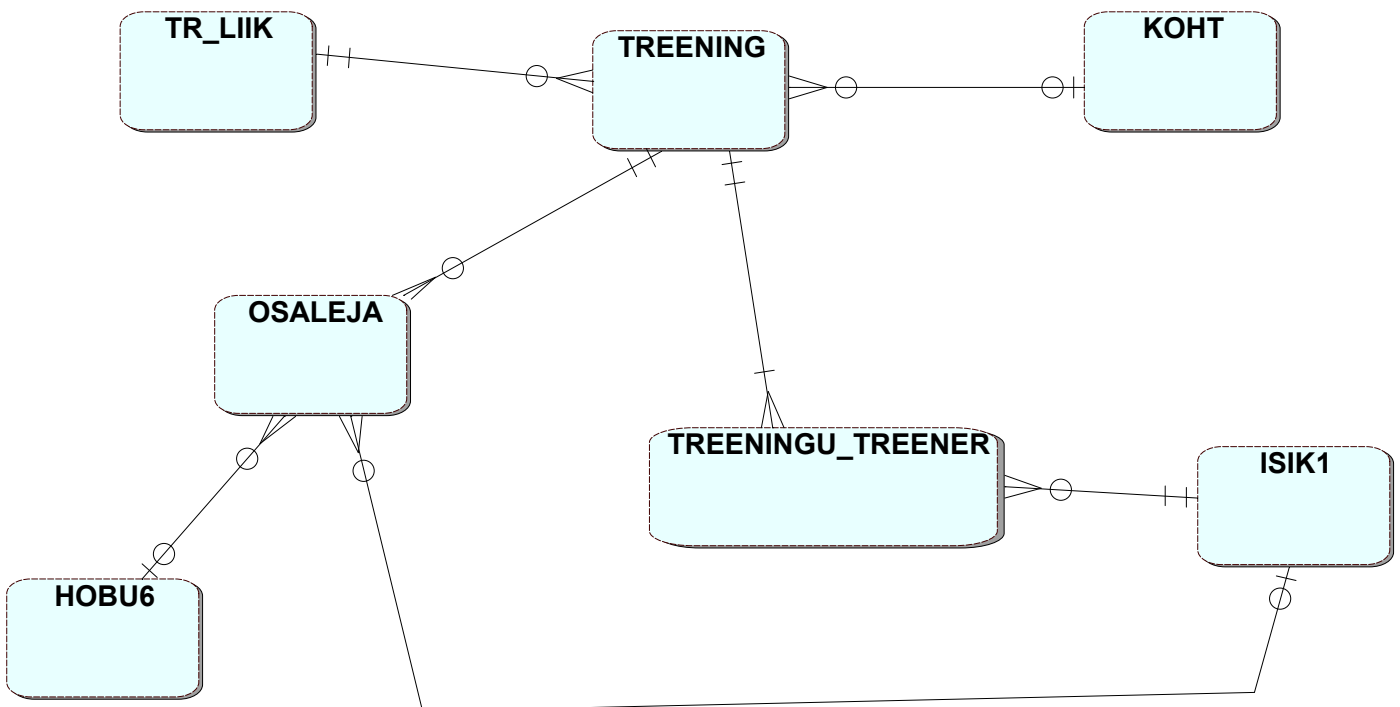 TR_LIIK
TREENING
KOHT
OSALEJA
TREENINGU_TREENER
ISIK1
HOBU6